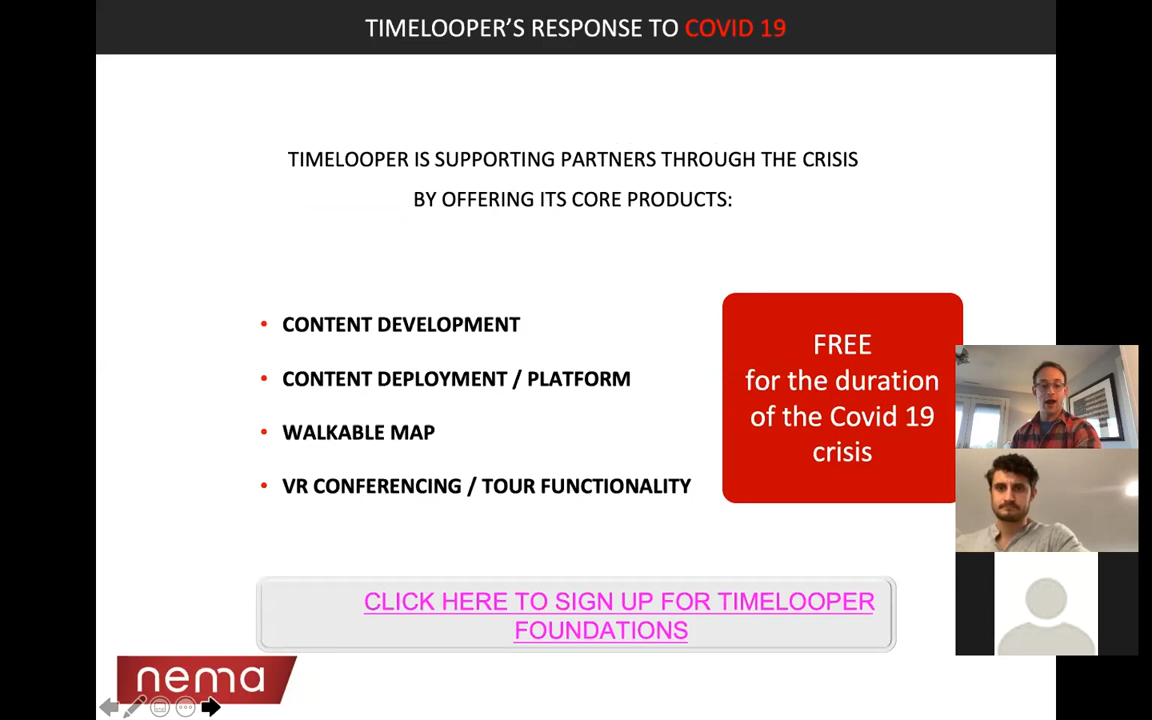 TIMELOOPER'S RESPONSE TO COVID 19
TIMELOOPER IS SUPPORTING PARTNERS THROUGH THE CRISIS
BY OFFERING ITS CORE PRODUCTS:
• CONTENT DEVELOPMENT
• CONTENT DEPLOYMENT / PLATFORM
• WALKABLE MAP
• VR CONFERENCING / TOUR FUNCTIONALITY
FREE
for the duration
of the Covid 19
crisis
CLICK HERE TO SIGN UP FOR TIMELOOPER
FOUNDATIONS
nema